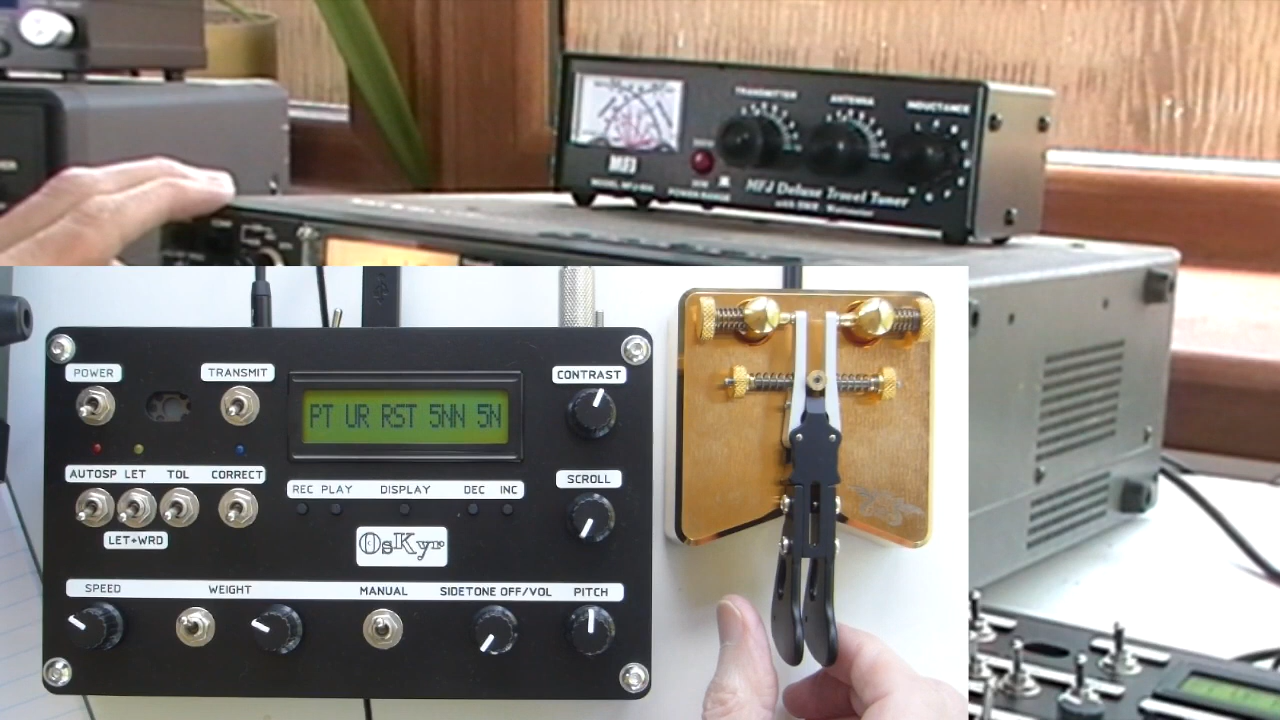 TRANSMITTER ANTENNA INDUCTANCE
MFJ
MFJ Deluxe Travel Tuner
POWER TRANSMIT CONTRAST
PT UR RST 5NN 5N
AUTOSP LET TOL CORRECT SCROLL
REC PLAY DISPLAY DEC INC
LET+WRD
OsKyr
SPEED WEIGHT MANUAL SIDETONE OFF/VOL PITCH